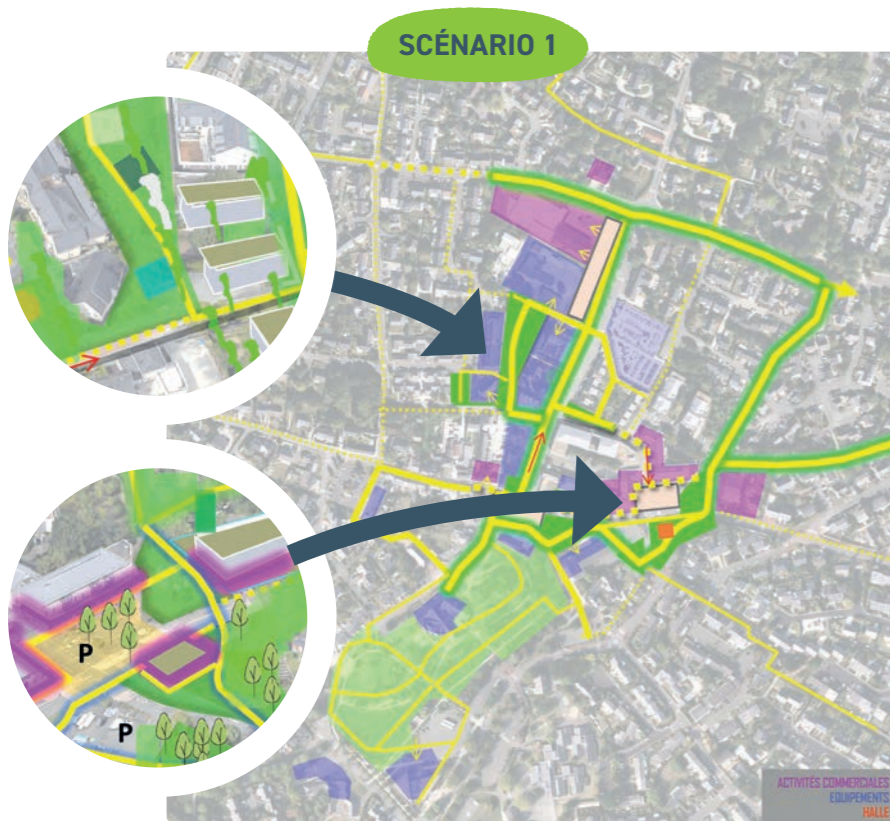 SCÉNARIO 1
P
P
ACTIVITÉS COMMERCIALES
EQUIPEMENTS
HALLE